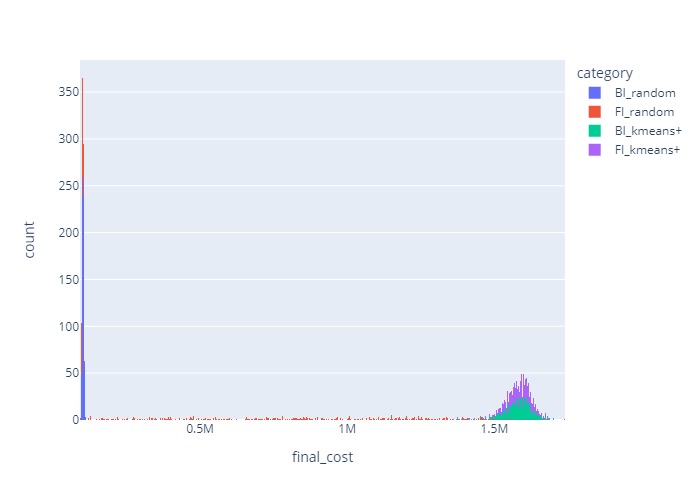 category
BI_random
FI_random
BI_kmeans+
FI_kmeans+
350
300
250
200
150
100
50
0
count
0.5M
1M
1.5M
final_cost